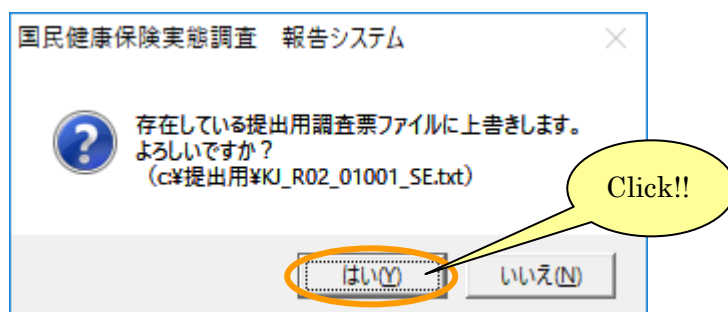 国民健康保険実態調査　報告システム
存在している提出用調査票ファイルに上書きします。
よろしいですか？
（c:¥提出用¥KJ_R02_01001_SE.txt）
Click!!
はい(Y)
いいえ(N)